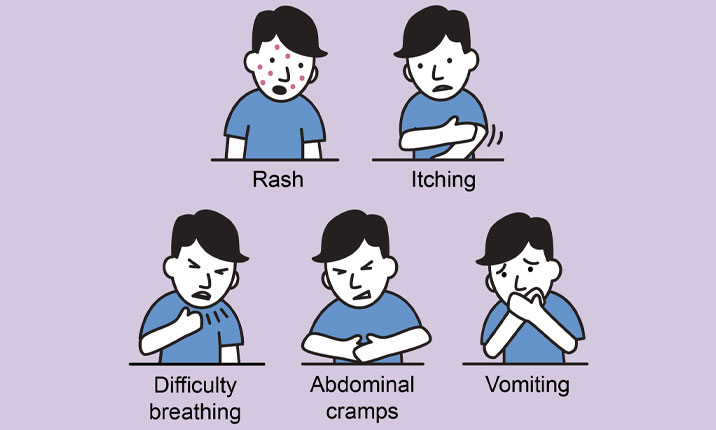 Rash
Itching
Difficulty
breathing
Abdominal
cramps
Vomiting